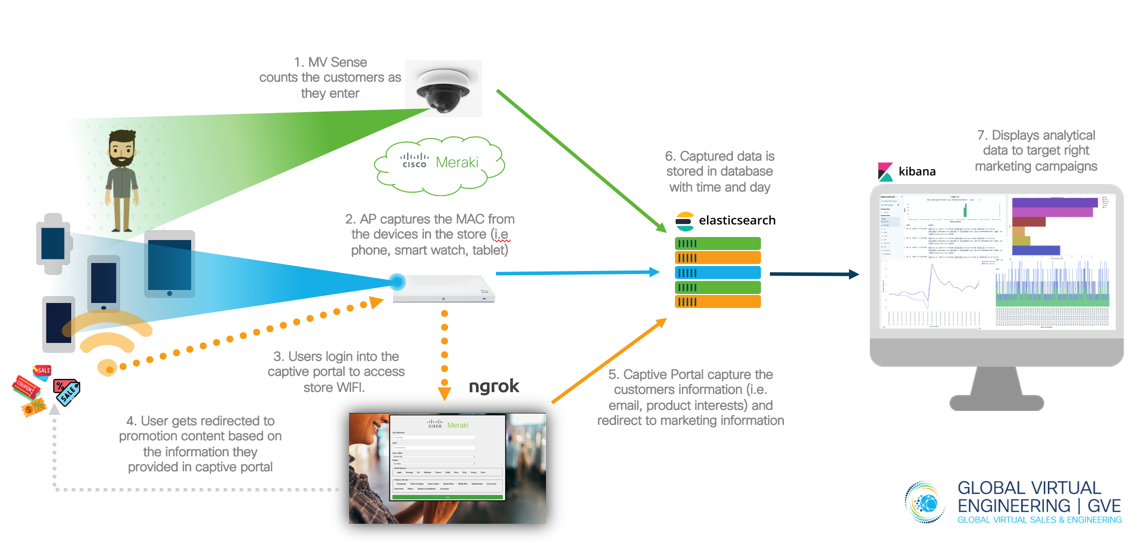 1. MV Sense
counts the customers as
they enter
CISCO Meraki
2. AP captures the MAC from
the devices in the store (i.e
phone, smart watch, tablet)
3. Users login into the
captive portal to access
store WIFI.
ngrok
4. User gets redirected to
promotion content based on
the information they
provided in captive portal
SALE
COUPON
%
SALE
%
CISCO Meraki
5. Captive Portal capture the
customers information (i.e.
email, product interests) and
redirect to marketing information
6. Captured data is
stored in database
with time and day
elasticsearch
7. Displays analytical
data to target right
marketing campaigns
kibana
GLOBAL VIRTUAL
ENGINEERING | GVE
GLOBAL VIRTUAL SALES & ENGINEERING